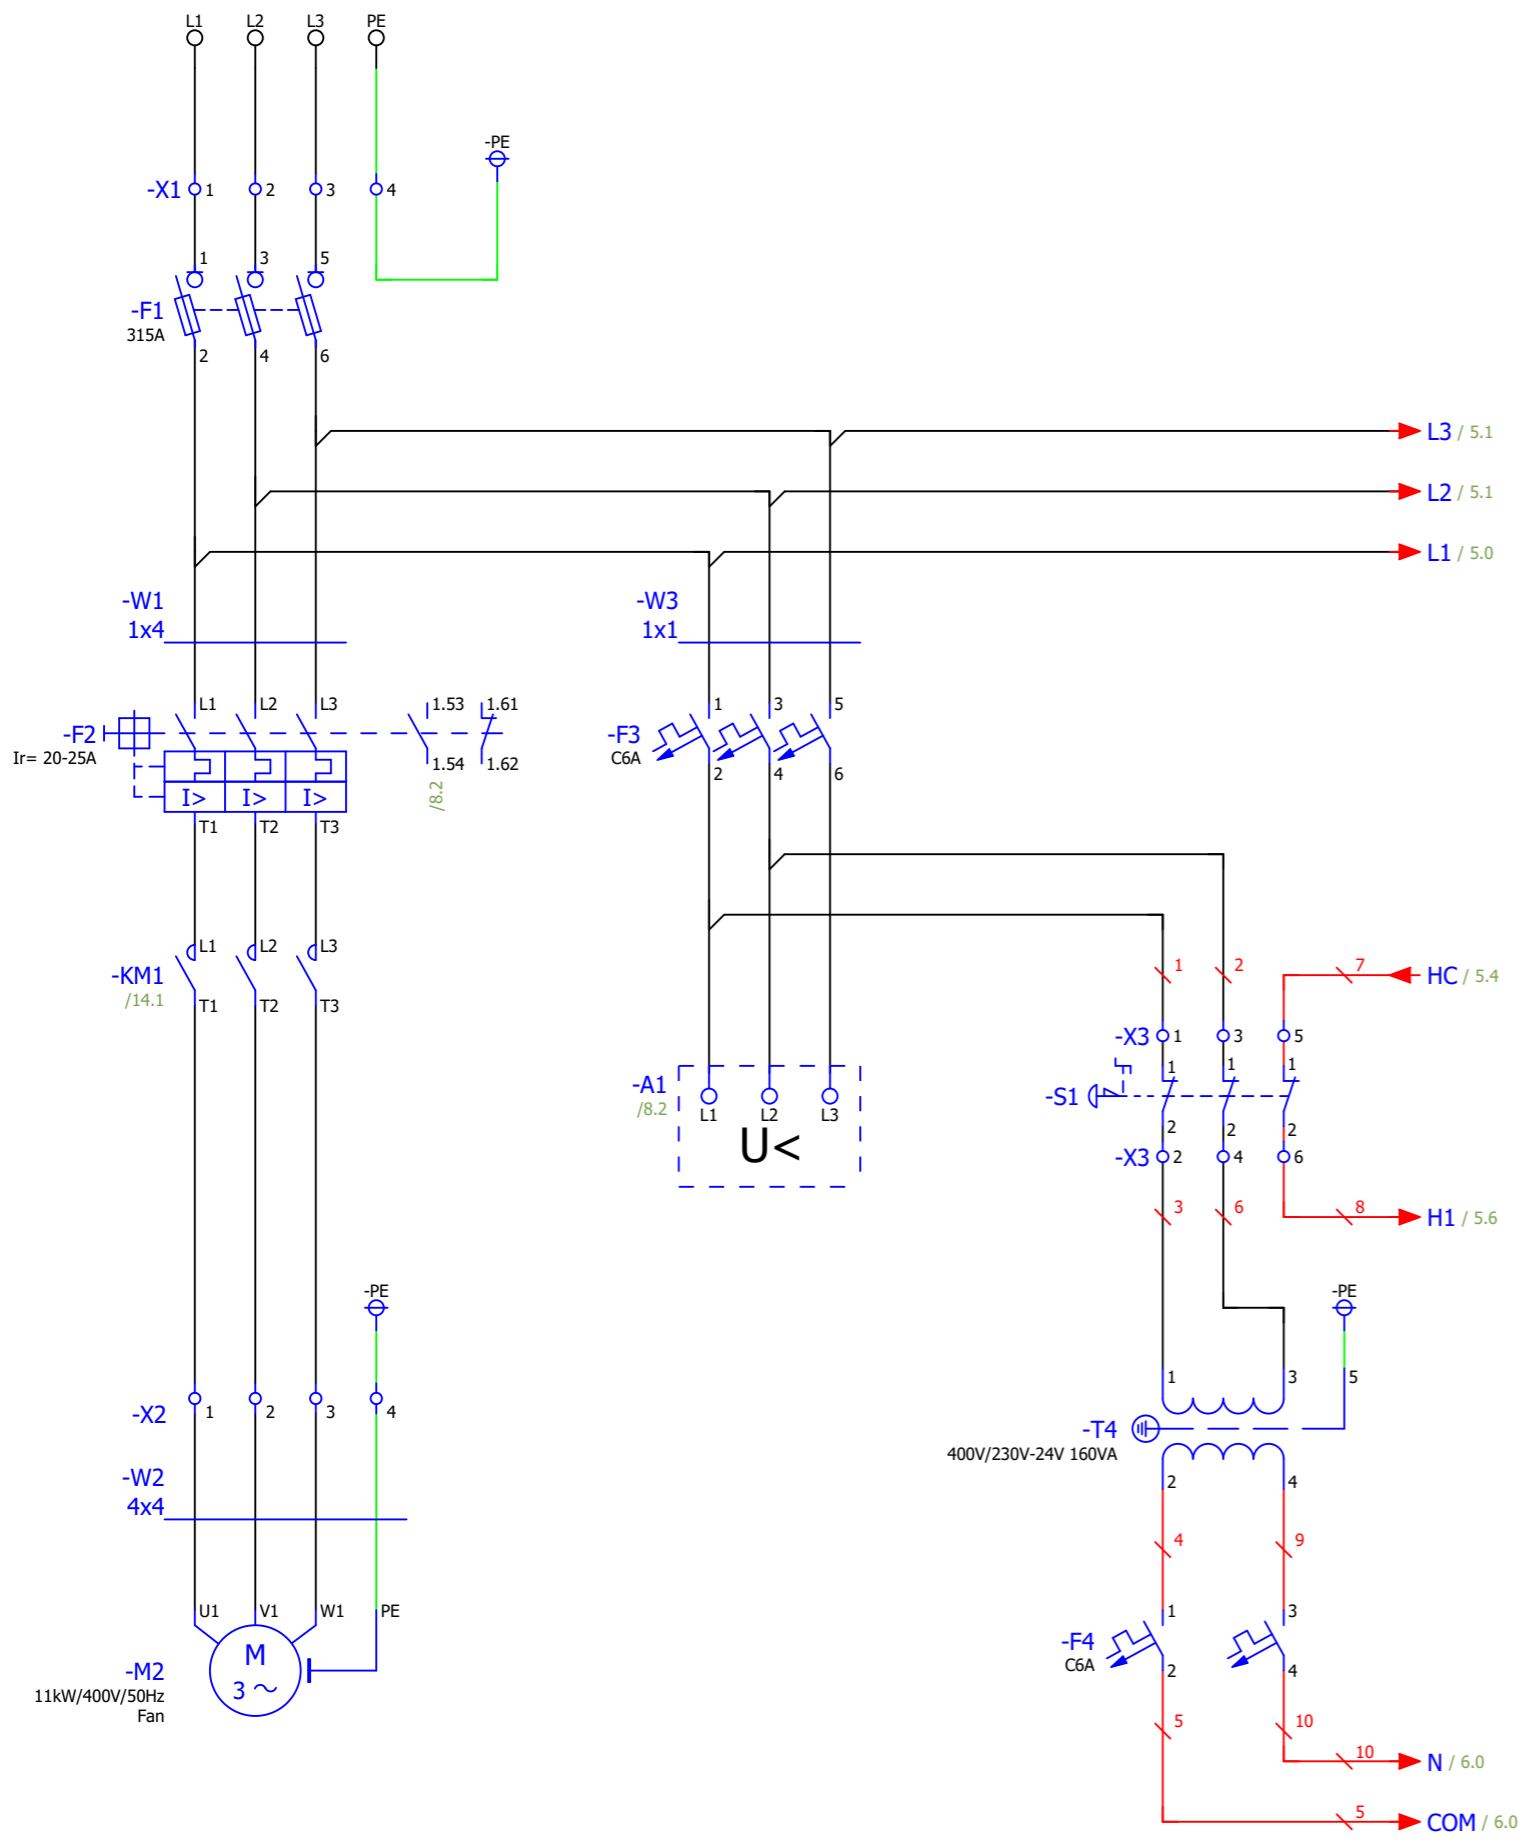 L1 L2 L3 PE
-PE
-X1 1 2 3 4
1 3 5
-F1
315A
2 4 6
L3 / 5.1
L2 / 5.1
L1 / 5.0
-W1
1x4
-W3
1x1
L1 L2 L3 1.53 1.61
1 3 5
-F2
Ir= 20-25A
-F3
C6A
1.54 1.62
2 4 6
/8.2
I> I> I>
T1 T2 T3
L1 L2 L3
-KM1
/14.1
T1 T2 T3
1 2 7
HC / 5.4
-X3 1 3 5
1 1 1
-A1
/8.2
L1 L2 L3
U<
-S1
2 2 2
-X3 2 4 6
3 6 8
H1 / 5.6
-PE
-PE
1 3 5
-X2 1 2 3 4
-T4
400V/230V-24V 160VA
2 4
-W2
4x4
4 9
U1 V1 W1 PE
1 3
-F4
C6A
2 4
M
3 ~
-M2
11kW/400V/50Hz
Fan
5 10
10
N / 6.0
5
COM / 6.0